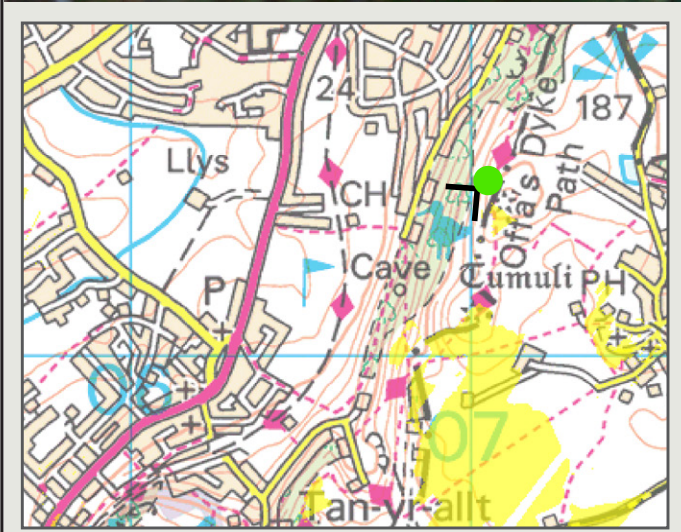 24
187
Llys
Offa's Dyke
Path
CH
Cave
Tumuli
PH
P
06
07
Tan-yr-allt